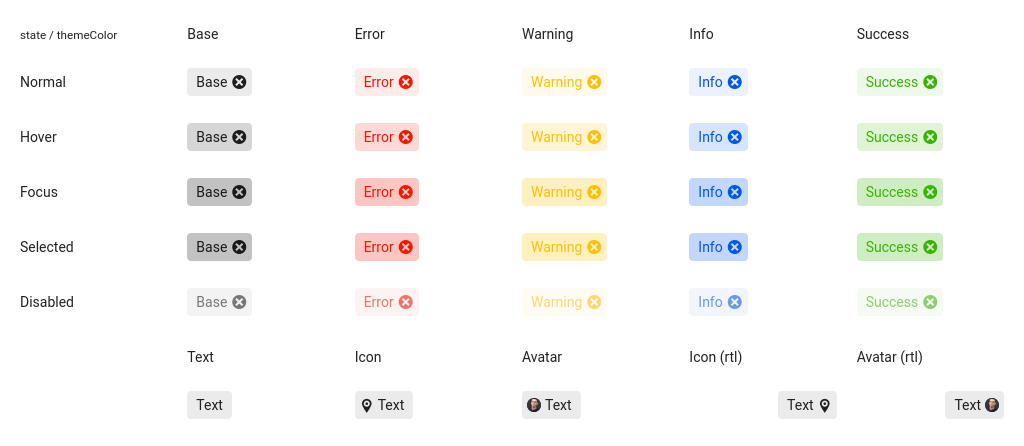 state / themeColor Base Error Warning Info Success
Normal Base Error Warning Info Success
Hover Base Error Warning Info Success
Focus Base Error Warning Info Success
Selected Base Error Warning Info Success
Disabled Base Error Warning Info Success
Text Icon Avatar Icon (rtl) Avatar (rtl)
Text Text Text Text Text